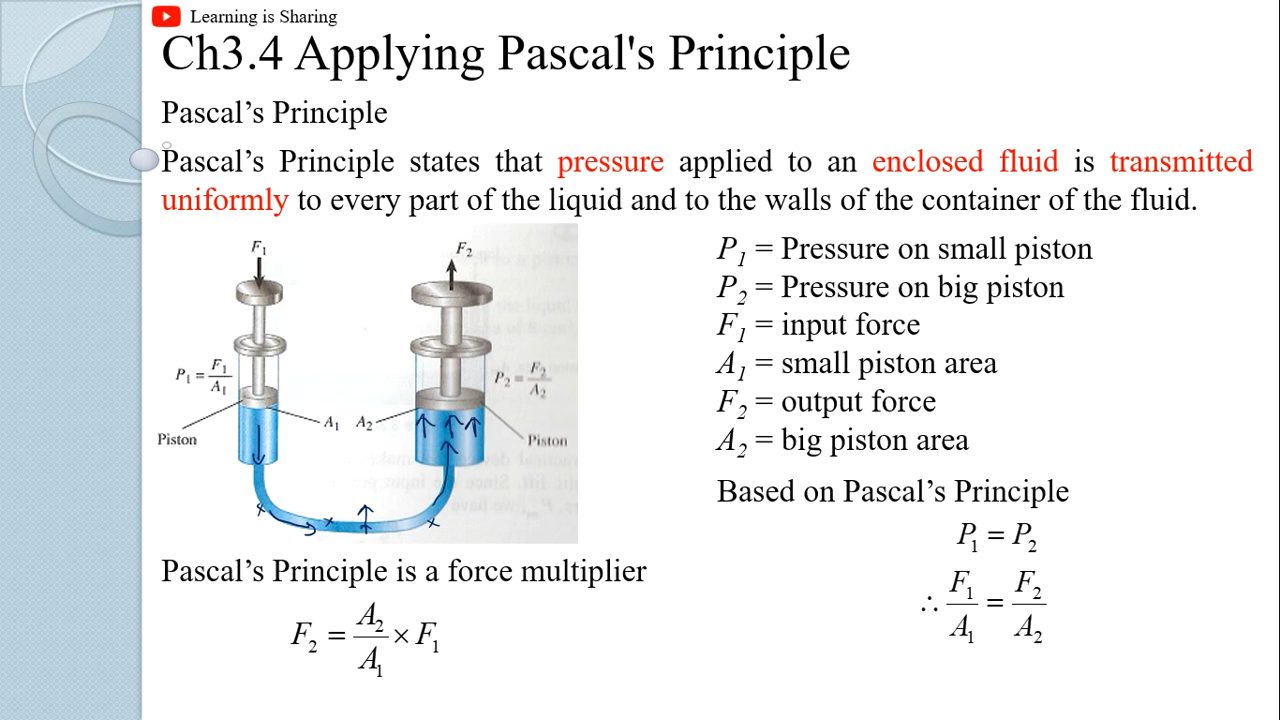 Learning is Sharing
Ch3.4 Applying Pascal's Principle
Pascal’s Principle
Pascal’s Principle states that pressure applied to an enclosed fluid is transmitted
uniformly to every part of the liquid and to the walls of the container of the fluid.
F₁
F₂
P₁ = F₁/A₁
P₂ = F₂/A₂
A₁ A₂
Piston
Piston
Pascal’s Principle is a force multiplier
F₂ = A₂/A₁ × F₁
P₁ = Pressure on small piston
P₂ = Pressure on big piston
F₁ = input force
A₁ = small piston area
F₂ = output force
A₂ = big piston area
Based on Pascal’s Principle
P₁ = P₂
∴ F₁/A₁ = F₂/A₂